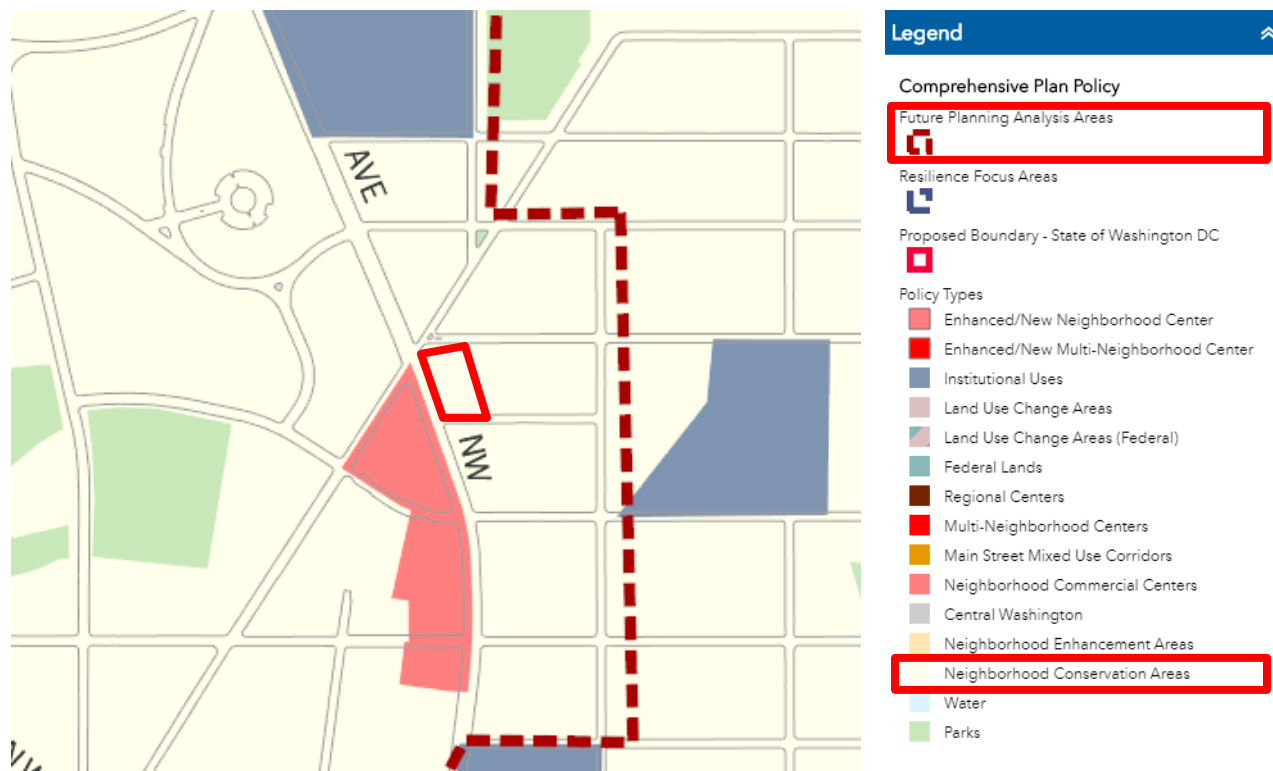 AVE
NW
NW
Legend
Comprehensive Plan Policy
Future Planning Analysis Areas
Resilience Focus Areas
Proposed Boundary - State of Washington DC
Policy Types
Enhanced/New Neighborhood Center
Enhanced/New Multi-Neighborhood Center
Institutional Uses
Land Use Change Areas
Land Use Change Areas (Federal)
Federal Lands
Regional Centers
Multi-Neighborhood Centers
Main Street Mixed Use Corridors
Neighborhood Commercial Centers
Central Washington
Neighborhood Enhancement Areas
Neighborhood Conservation Areas
Water
Parks